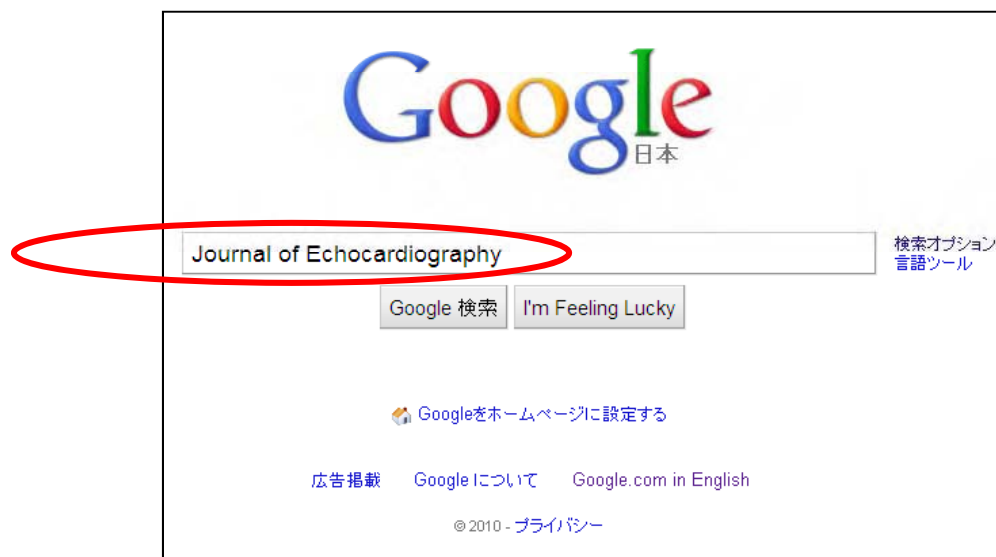 Google
日本
Journal of Echocardiography
検索オプション
言語ツール
Google 検索 I'm Feeling Lucky
Googleをホームページに設定する
広告掲載 Google について Google.com in English
© 2010 - プライバシー